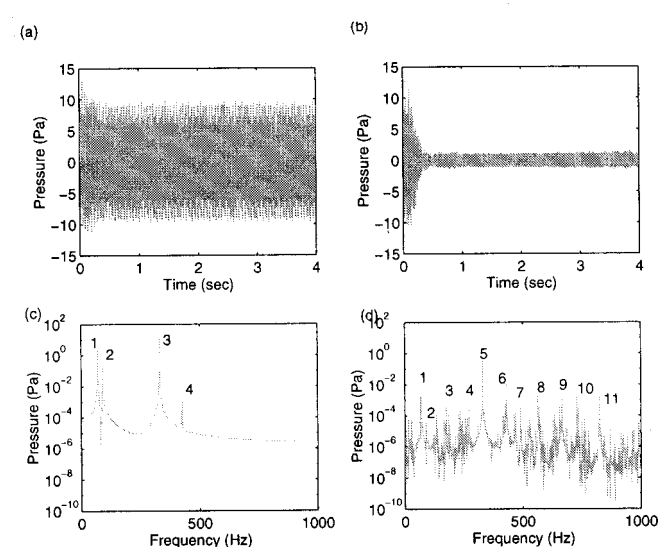 (a)
(b)
15
10
5
0
−5
−10
−15
Pressure (Pa)
0 1 2 3 4
Time (sec)
15
10
5
0
−5
−10
−15
Pressure (Pa)
0 1 2 3 4
Time (sec)
(c)
(d)
10^2
10^0
10^−2
10^−4
10^−6
10^−8
10^−10
Pressure (Pa)
1 2 3 4
0 500 1000
Frequency (Hz)
10^2
10^0
10^−2
10^−4
10^−6
10^−8
10^−10
Pressure (Pa)
1 2 3 4 5 6 7 8 9 10 11
0 500 1000
Frequency (Hz)